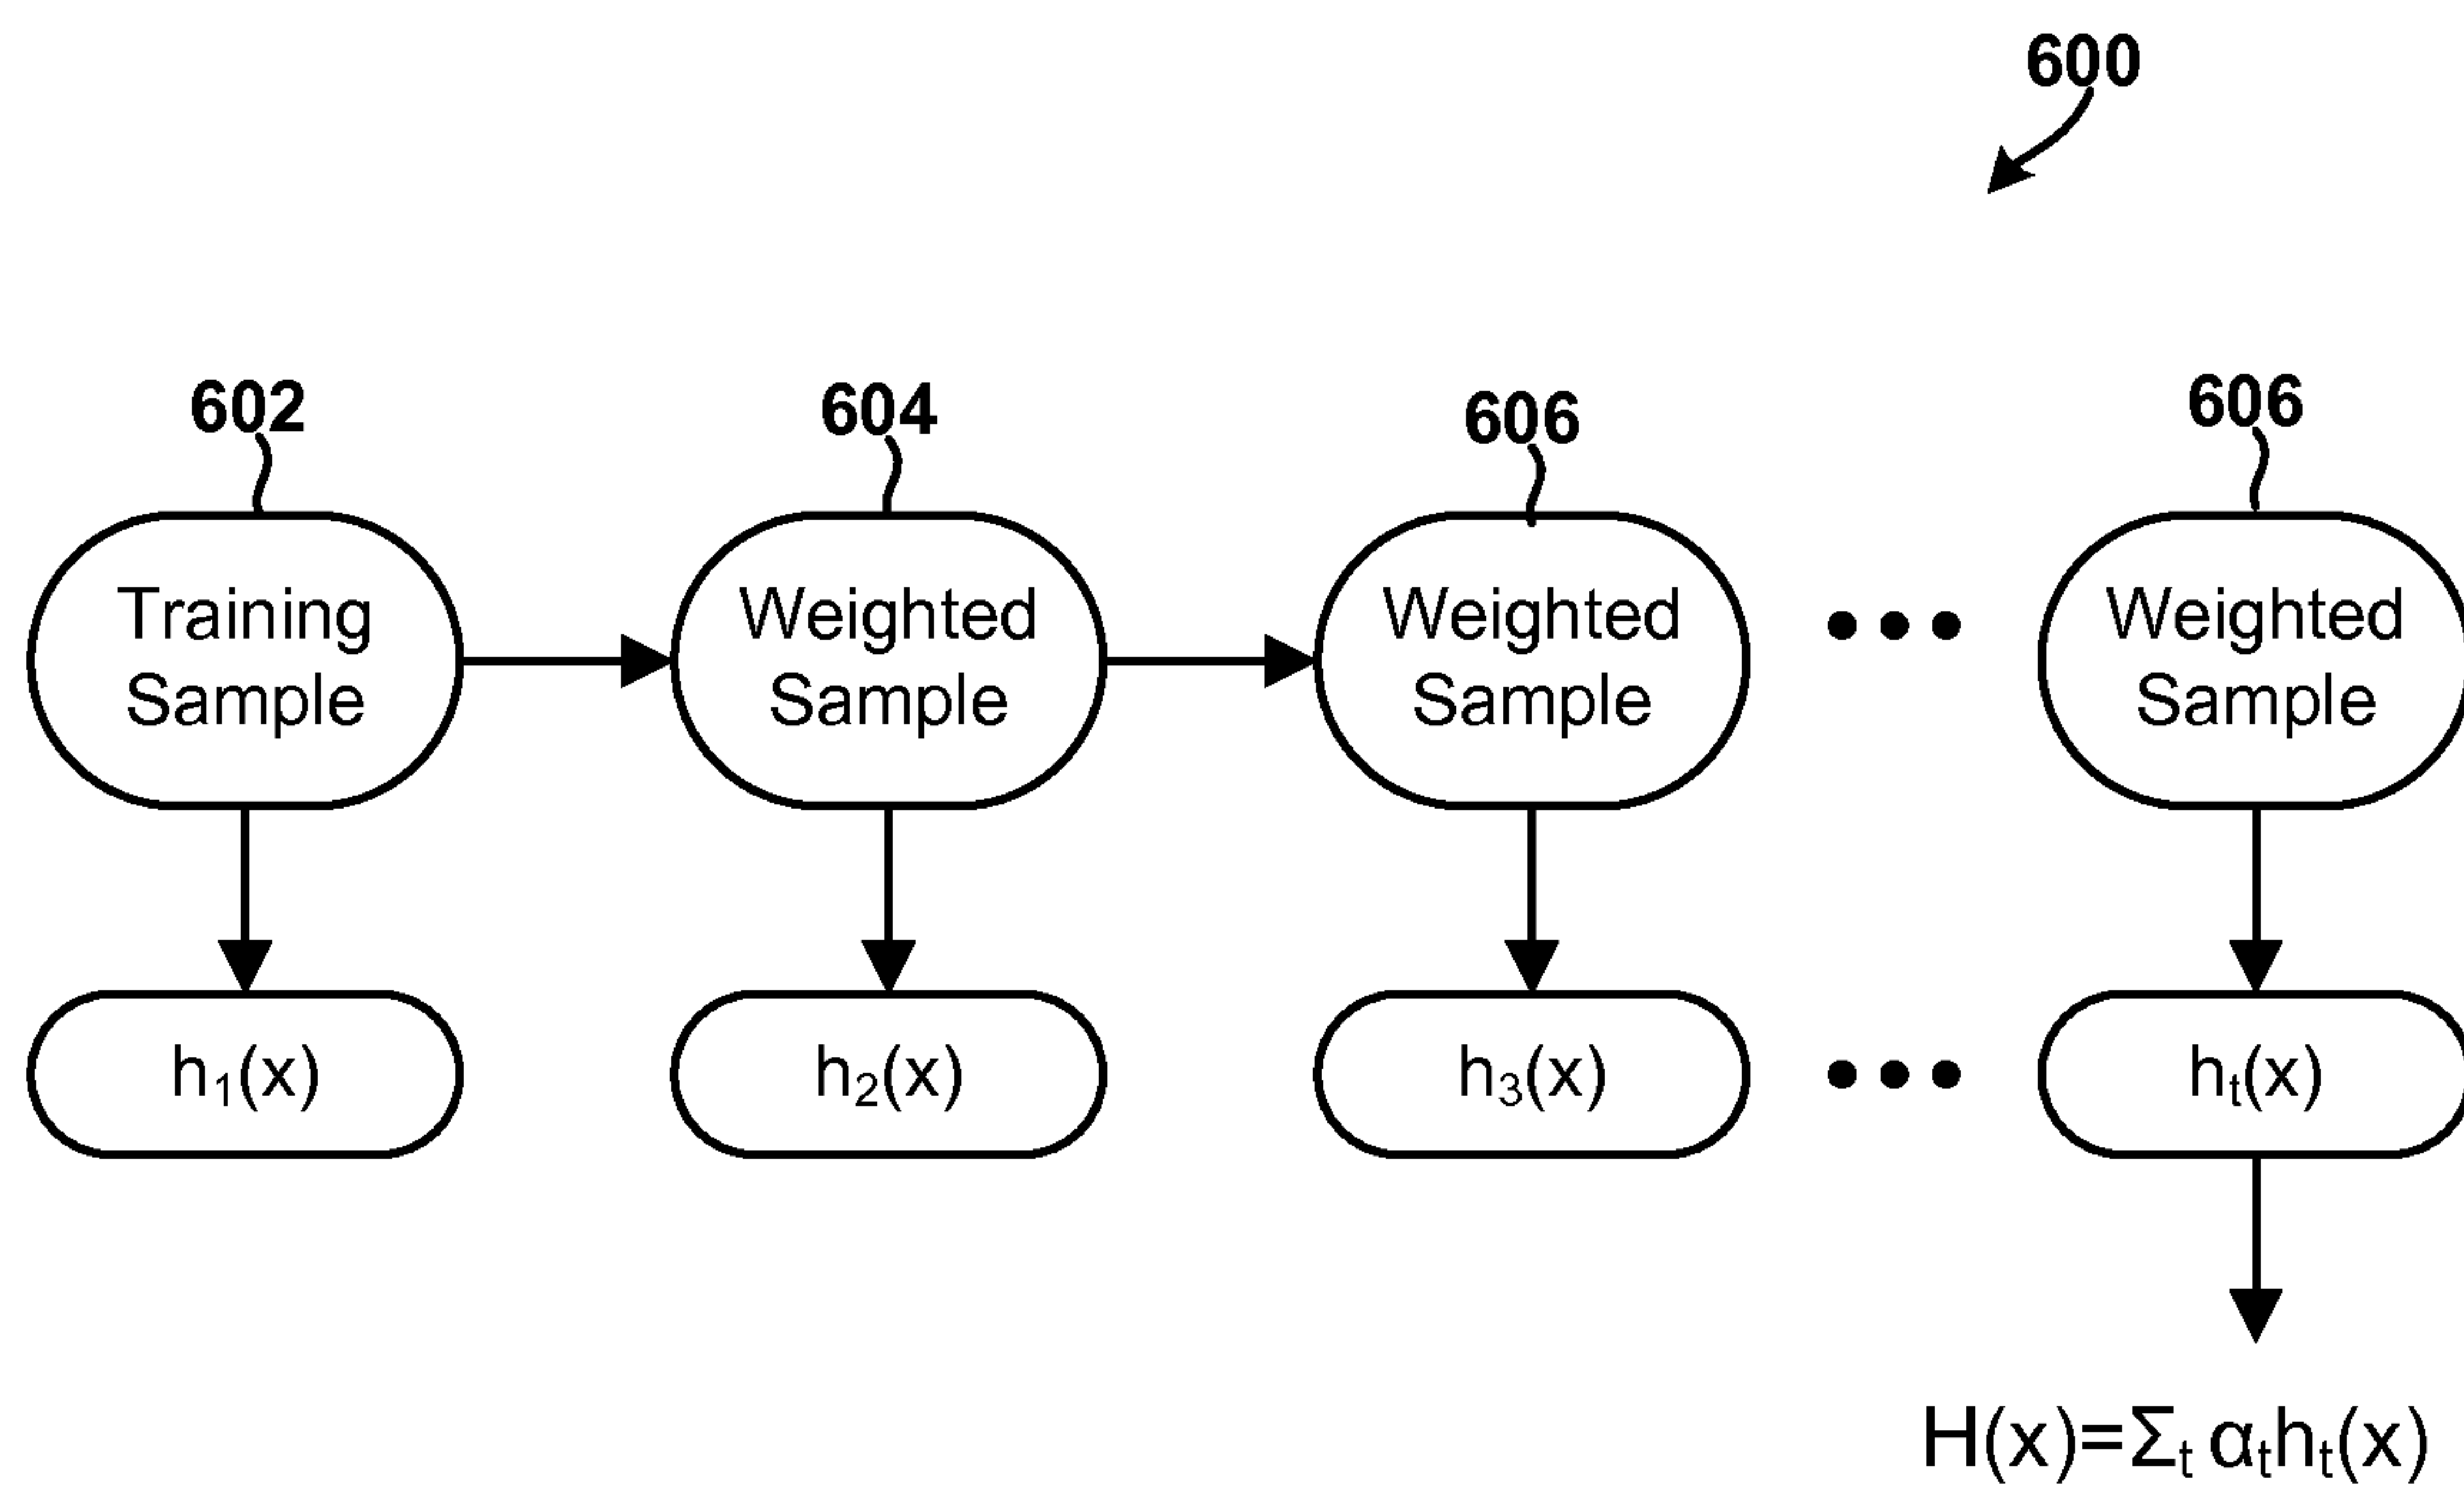 600
602
604
606
606
Training
Sample
Weighted
Sample
Weighted
Sample
Weighted
Sample
h₁(x)
h₂(x)
h₃(x)
hₜ(x)
H(x)=Σₜ αₜhₜ(x)